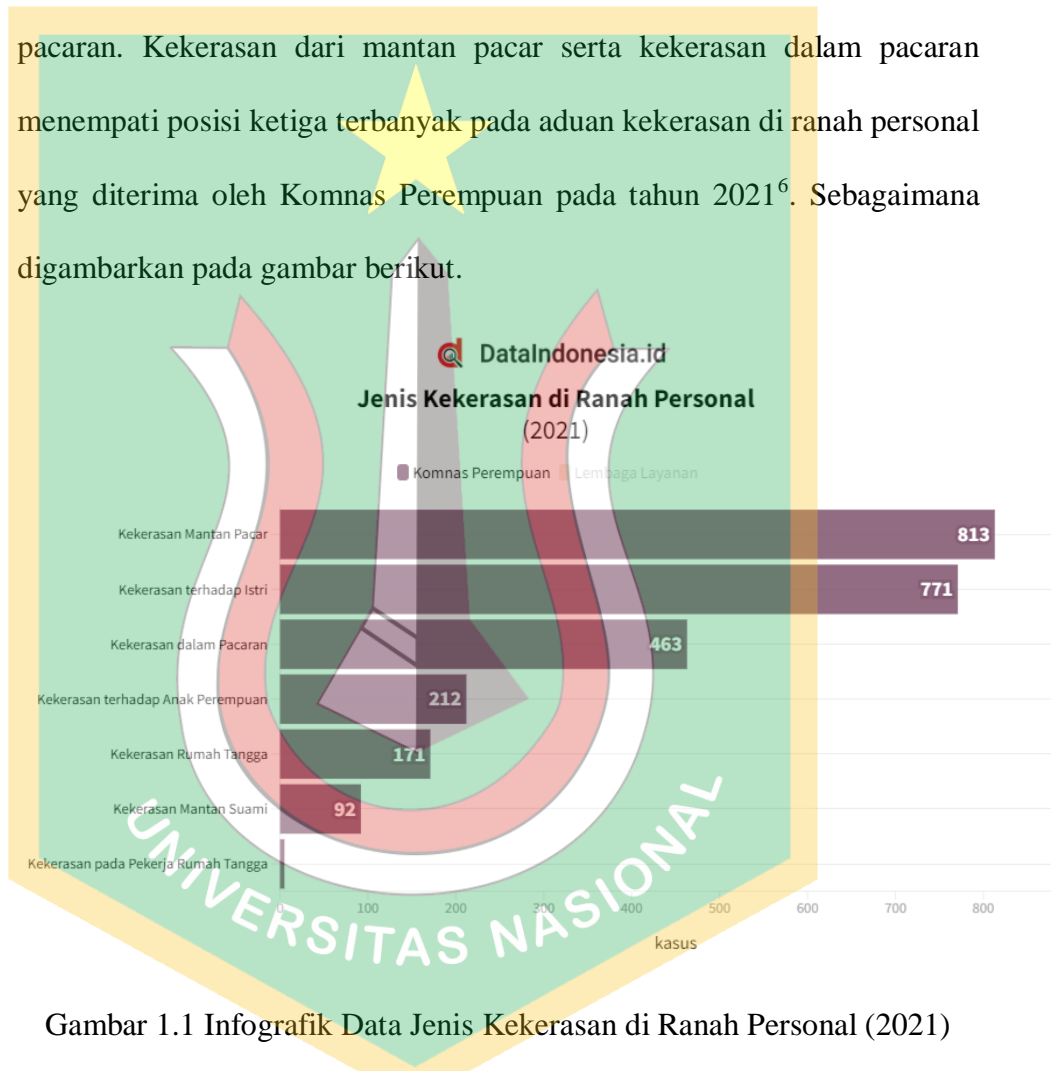 pacaran. Kekerasan dari mantan pacar serta kekerasan dalam pacaran
menempati posisi ketiga terbanyak pada aduan kekerasan di ranah personal
yang diterima oleh Komnas Perempuan pada tahun 2021⁶. Sebagaimana
digambarkan pada gambar berikut.
DataIndonesia.id
Jenis Kekerasan di Ranah Personal
(2021)
Komnas Perempuan Lembaga Layanan
Kekerasan Mantan Pacar 813
Kekerasan terhadap Istri 771
Kekerasan dalam Pacaran 463
Kekerasan terhadap Anak Perempuan 212
Kekerasan Rumah Tangga 171
Kekerasan Mantan Suami 92
Kekerasan pada Pekerja Rumah Tangga
0 100 200 300 400 500 600 700 800
kasus
UNIVERSITAS NASIONAL
Gambar 1.1 Infografik Data Jenis Kekerasan di Ranah Personal (2021)